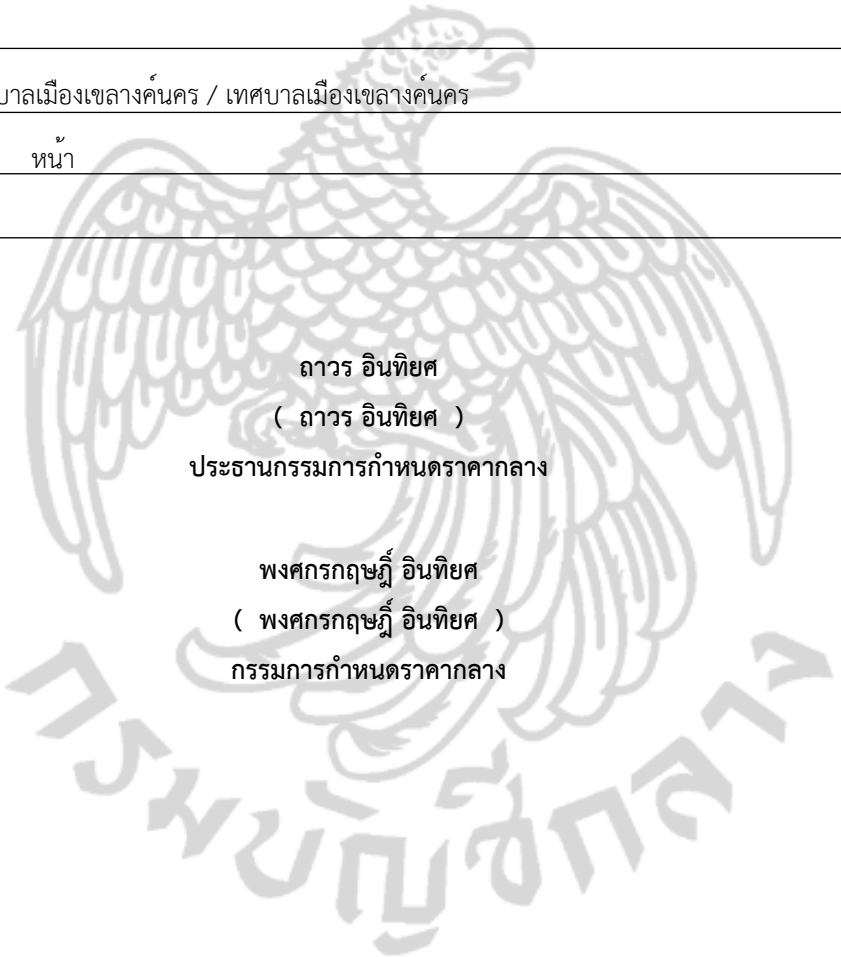 บาลเมืองเขลางค์นคร / เทศบาลเมืองเขลางค์นคร
หน้า
ถาวร อินทิยศ
( ถาวร อินทิยศ )
ประธานกรรมการกำหนดราคากลาง
พงศกรกฤษฎิ์ อินทิยศ
( พงศกรกฤษฎิ์ อินทิยศ )
กรรมการกำหนดราคากลาง
กรมบัญชีกลาง